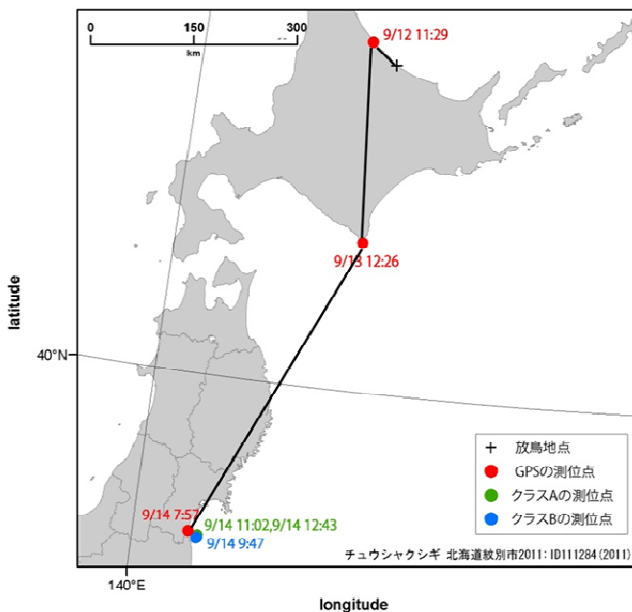 0 150 300
km
9/12 11:29
9/13 12:26
latitude
40°N
9/14 7:57
9/14 11:02,9/14 12:43
9/14 9:47
放鳥地点
GPSの測位点
クラスAの測位点
クラスBの測位点
チュウシャクシギ 北海道紋別市2011:ID111284(2011)
140°E
longitude